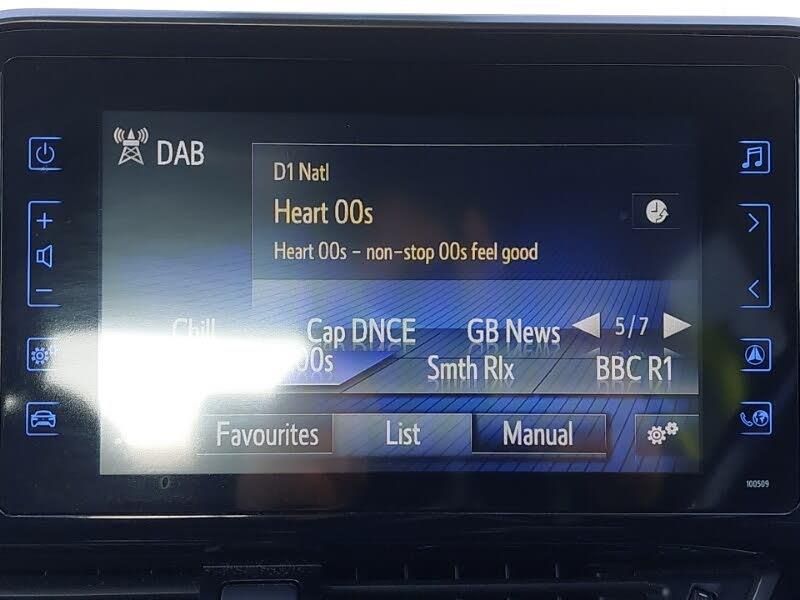 DAB
D1 Natl
Heart 00s
Heart 00s - non-stop 00s feel good
Chill Cap DNCE GB News 5/7
00s Smth Rlx BBC R1
Favourites List Manual
100509